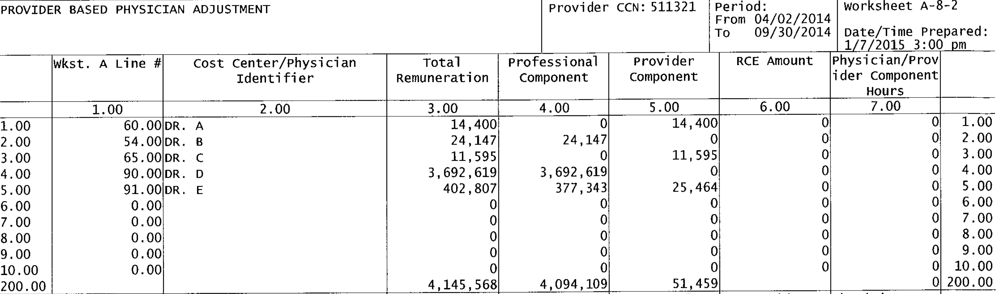 PROVIDER BASED PHYSICIAN ADJUSTMENT
Provider CCN: 511321
Period:
From 04/02/2014
To 09/30/2014
Worksheet A-8-2
Date/Time Prepared:
1/7/2015 3:00 pm
Wkst. A Line # Cost Center/Physician Identifier Total Remuneration Professional Component Provider Component RCE Amount Physician/Provider Component Hours
1.00 2.00 3.00 4.00 5.00 6.00 7.00
1.00 60.00 DR. A 14,400 0 14,400 0 0 1.00
2.00 54.00 DR. B 24,147 24,147 0 0 0 2.00
3.00 65.00 DR. C 11,595 0 11,595 0 0 3.00
4.00 90.00 DR. D 3,692,619 3,692,619 0 0 0 4.00
5.00 91.00 DR. E 402,807 377,343 25,464 0 0 5.00
6.00 0.00 0 0 0 0 0 6.00
7.00 0.00 0 0 0 0 0 7.00
8.00 0.00 0 0 0 0 0 8.00
9.00 0.00 0 0 0 0 0 9.00
10.00 0.00 0 0 0 0 0 10.00
200.00 4,145,568 4,094,109 51,459 0 200.00